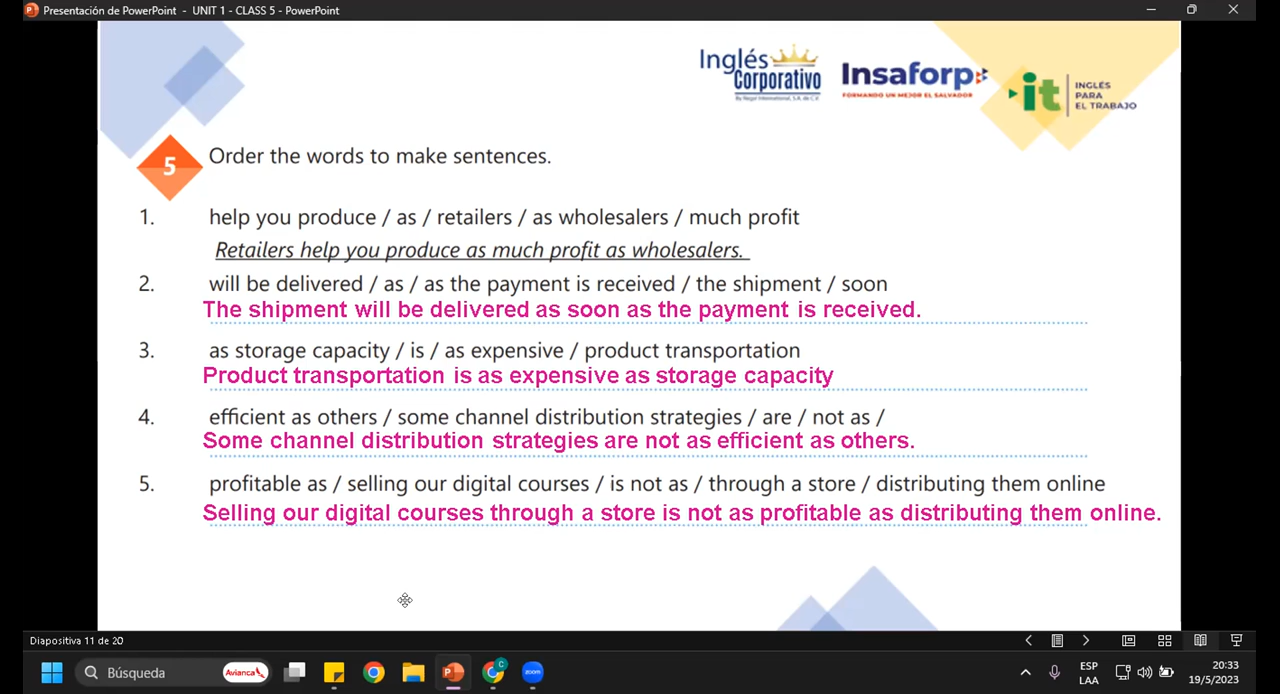 Presentación de PowerPoint - UNIT 1 - CLASS 5 - PowerPoint
Inglés Corporativo
By Regal International, S.A. de C.V
Insaforp
FORMANDO UN MEJOR EL SALVADOR
it INGLÉS PARA EL TRABAJO
5 Order the words to make sentences.
1. help you produce / as / retailers / as wholesalers / much profit
Retailers help you produce as much profit as wholesalers.
2. will be delivered / as / as the payment is received / the shipment / soon
The shipment will be delivered as soon as the payment is received.
3. as storage capacity / is / as expensive / product transportation
Product transportation is as expensive as storage capacity
4. efficient as others / some channel distribution strategies / are / not as /
Some channel distribution strategies are not as efficient as others.
5. profitable as / selling our digital courses / is not as / through a store / distributing them online
Selling our digital courses through a store is not as profitable as distributing them online.
Diapositiva 11 de 20
Búsqueda
Avianca
zoom
ESP
LAA
20:33
19/5/2023